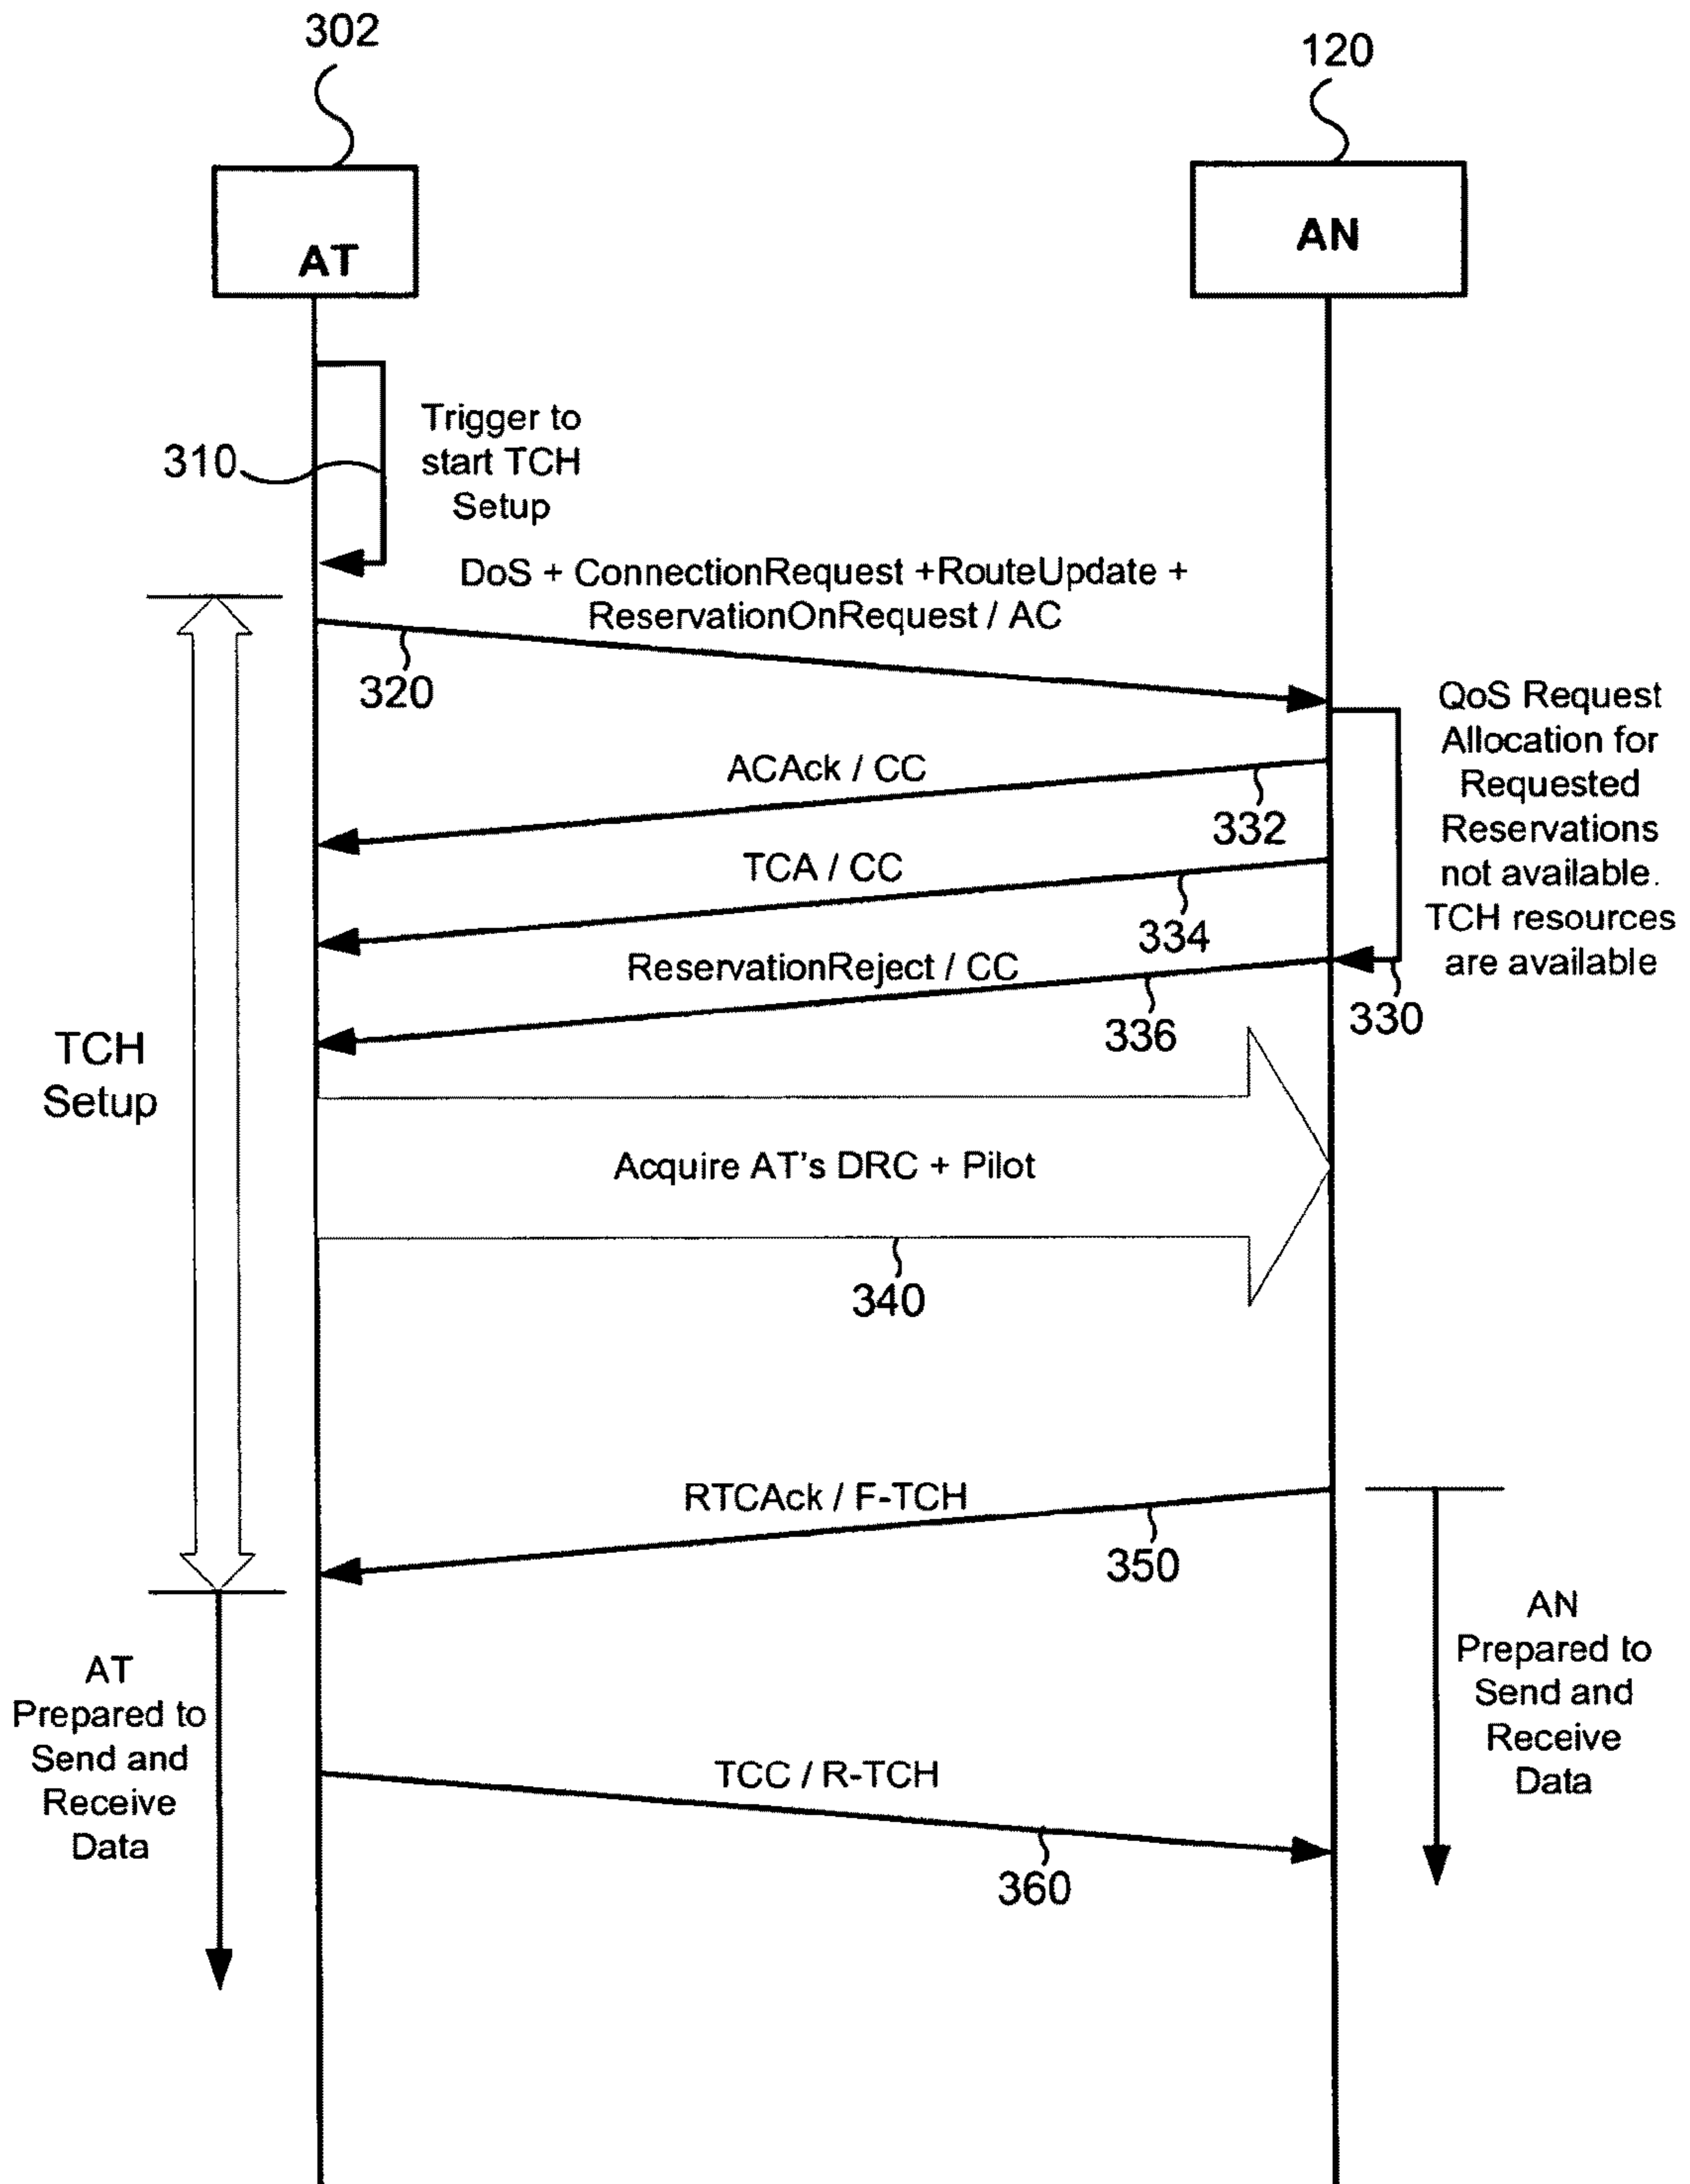 302
120
AT
AN
310
Trigger to
start TCH
Setup
DoS + ConnectionRequest +RouteUpdate +
ReservationOnRequest / AC
320
QoS Request
Allocation for
Requested
Reservations
not available.
TCH resources
are available
330
ACAck / CC
332
TCA / CC
334
ReservationReject / CC
336
TCH
Setup
Acquire AT's DRC + Pilot
340
RTCAck / F-TCH
350
AT
Prepared to
Send and
Receive
Data
AN
Prepared to
Send and
Receive
Data
TCC / R-TCH
360